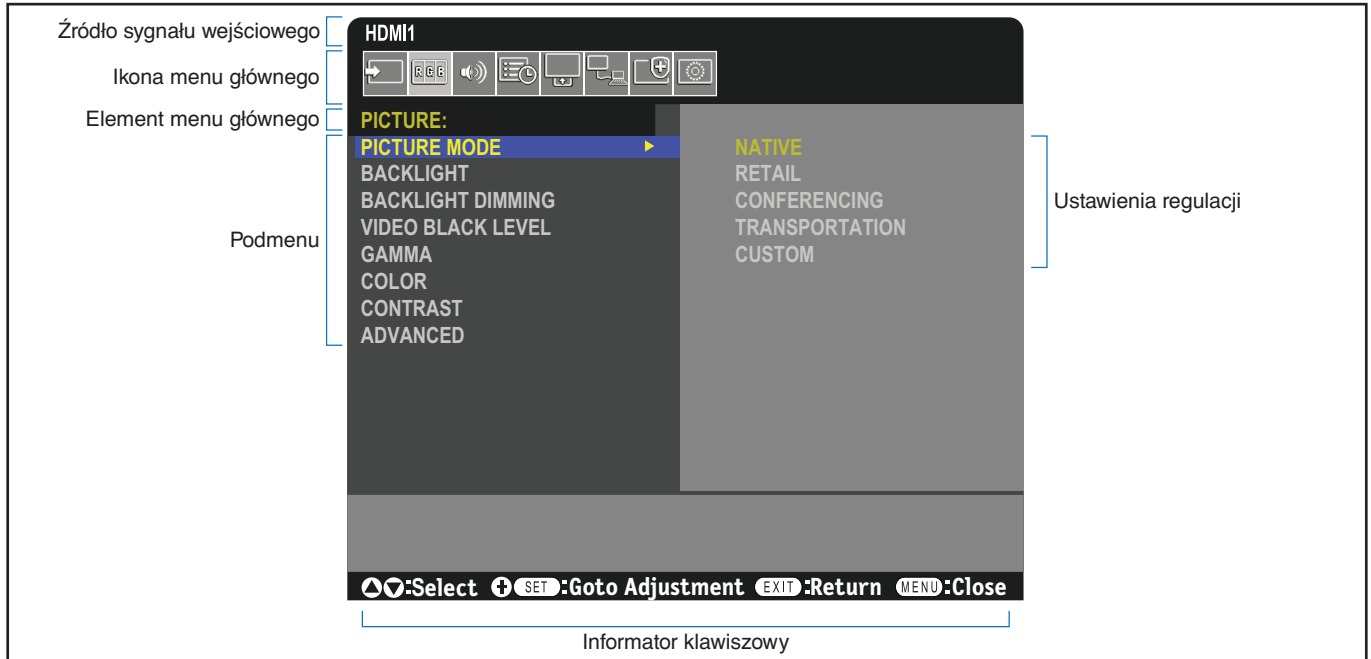 Źródło sygnału wejściowego
HDMI1
Ikona menu głównego
RGB
Element menu głównego
PICTURE:
Podmenu
PICTURE MODE
BACKLIGHT
BACKLIGHT DIMMING
VIDEO BLACK LEVEL
GAMMA
COLOR
CONTRAST
ADVANCED
NATIVE
RETAIL
CONFERENCING
TRANSPORTATION
CUSTOM
Ustawienia regulacji
:Select SET :Goto Adjustment EXIT :Return MENU :Close
Informator klawiszowy